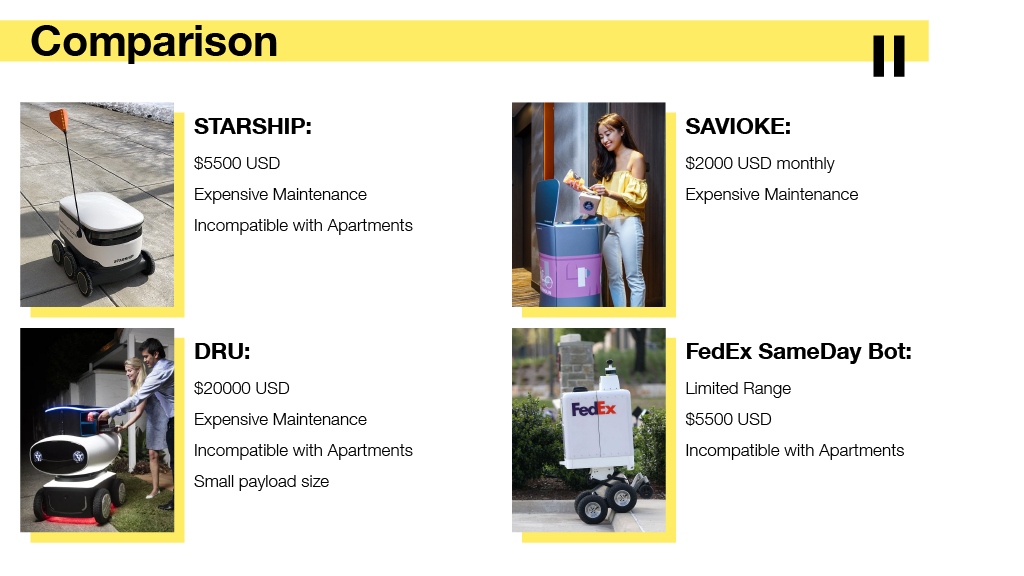 Comparison
STARSHIP:
$5500 USD
Expensive Maintenance
Incompatible with Apartments
STARSHIP
SAVIOKE:
$2000 USD monthly
Expensive Maintenance
DRU:
$20000 USD
Expensive Maintenance
Incompatible with Apartments
Small payload size
FedEx SameDay Bot:
Limited Range
$5500 USD
Incompatible with Apartments
FedEx